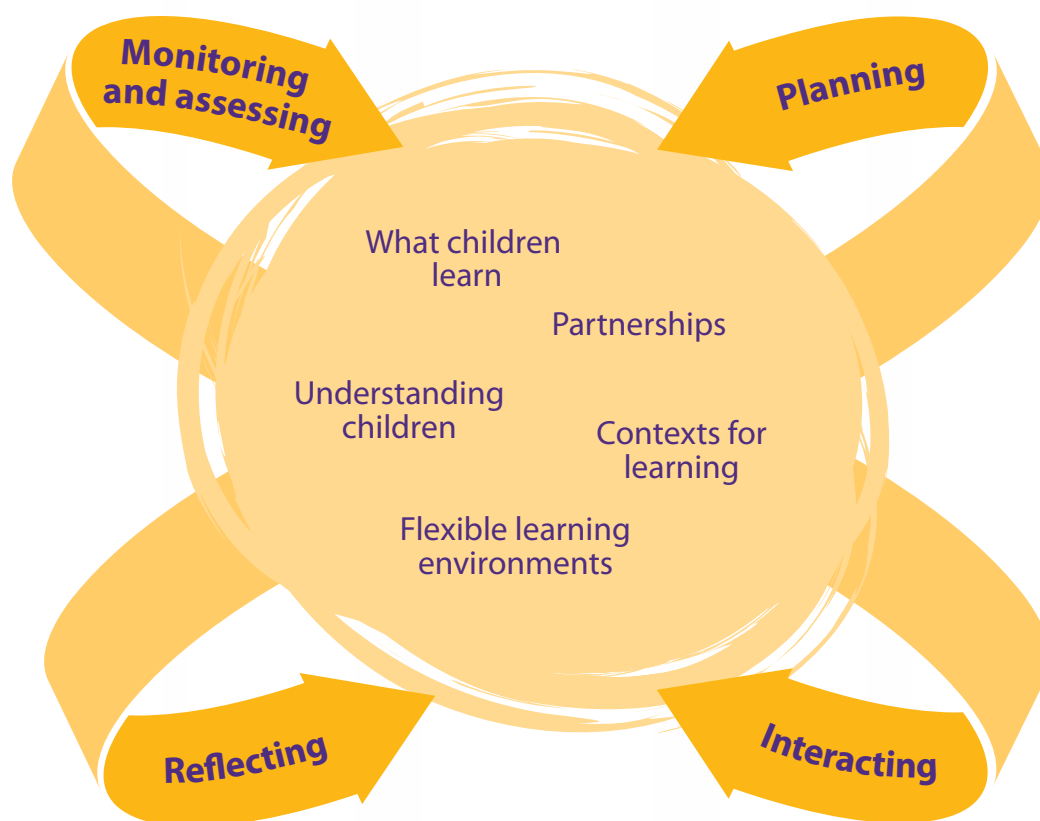 Monitoring
and assessing
Planning
What children
learn
Partnerships
Understanding
children
Contexts for
learning
Flexible learning
environments
Reflecting
Interacting